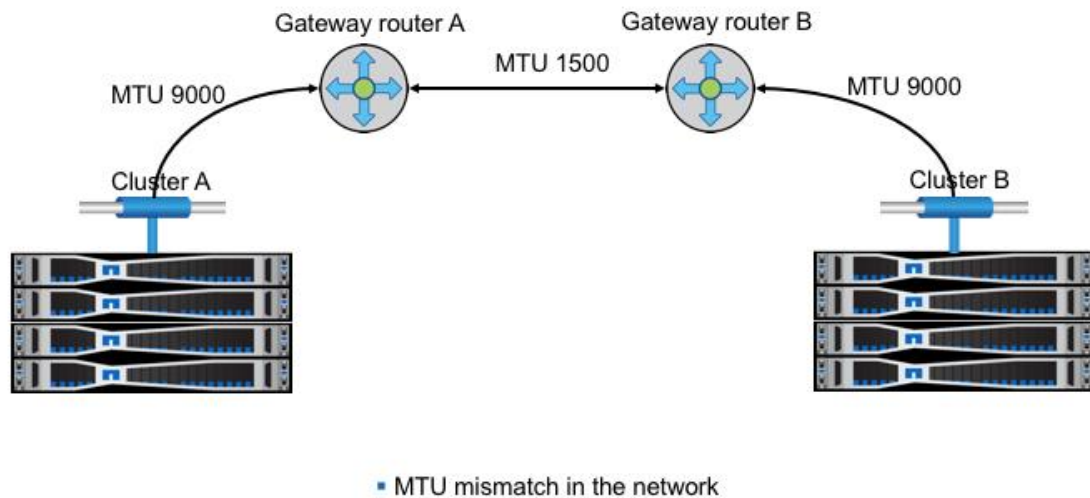 Gateway router A
Gateway router B
MTU 1500
MTU 9000
MTU 9000
Cluster A
Cluster B
▪ MTU mismatch in the network